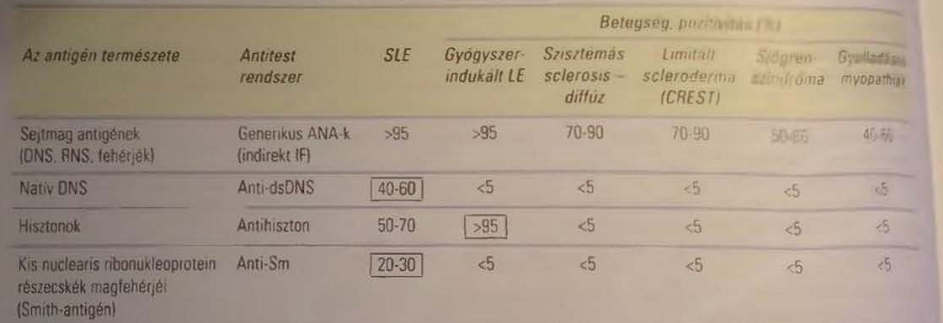 Betegség, pozitivitás (%)
Az antigén természete Antitest rendszer SLE Gyógyszer-indukált LE Szisztémás sclerosis – diffúz Limitált scleroderma (CREST) Sjögren-szindróma Gyulladásos myopathia
Sejtmag antigének (DNS, RNS, fehérjék) Generikus ANA-k (indirekt IF) >95 >95 70-90 70-90 50-60 40-60
Natív DNS Anti-dsDNS 40-60 <5 <5 <5 <5 <5
Hisztonok Antihiszton 50-70 >95 <5 <5 <5 <5
Kis nuclearis ribonukleoprotein részecskék magfehérjéi (Smith-antigén) Anti-Sm 20-30 <5 <5 <5 <5 <5